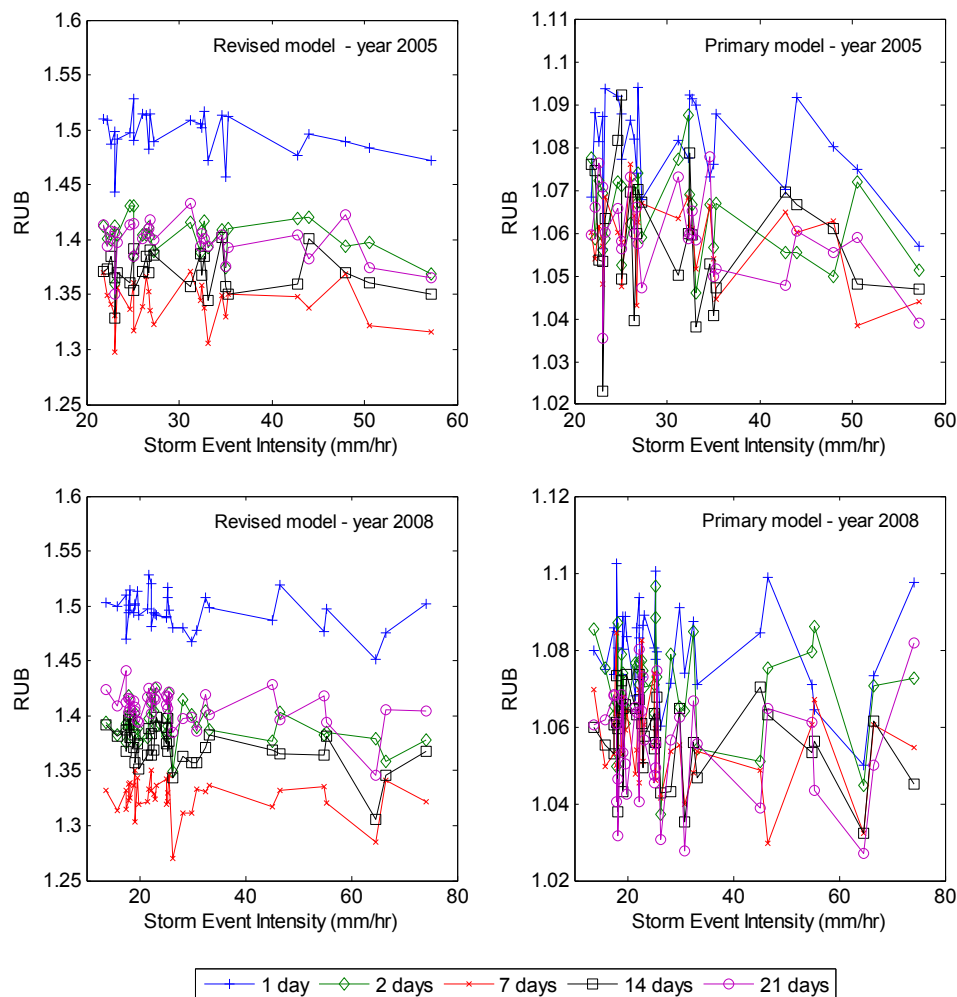 Revised model - year 2005
1.6
1.55
1.5
1.45
1.4
1.35
1.3
1.25
RUB
20 30 40 50 60
Storm Event Intensity (mm/hr)
Primary model - year 2005
1.11
1.1
1.09
1.08
1.07
1.06
1.05
1.04
1.03
1.02
RUB
20 30 40 50 60
Storm Event Intensity (mm/hr)
Revised model - year 2008
1.6
1.55
1.5
1.45
1.4
1.35
1.3
1.25
RUB
20 40 60 80
Storm Event Intensity (mm/hr)
Primary model - year 2008
1.12
1.1
1.08
1.06
1.04
1.02
RUB
20 40 60 80
Storm Event Intensity (mm/hr)
1 day 2 days 7 days 14 days 21 days